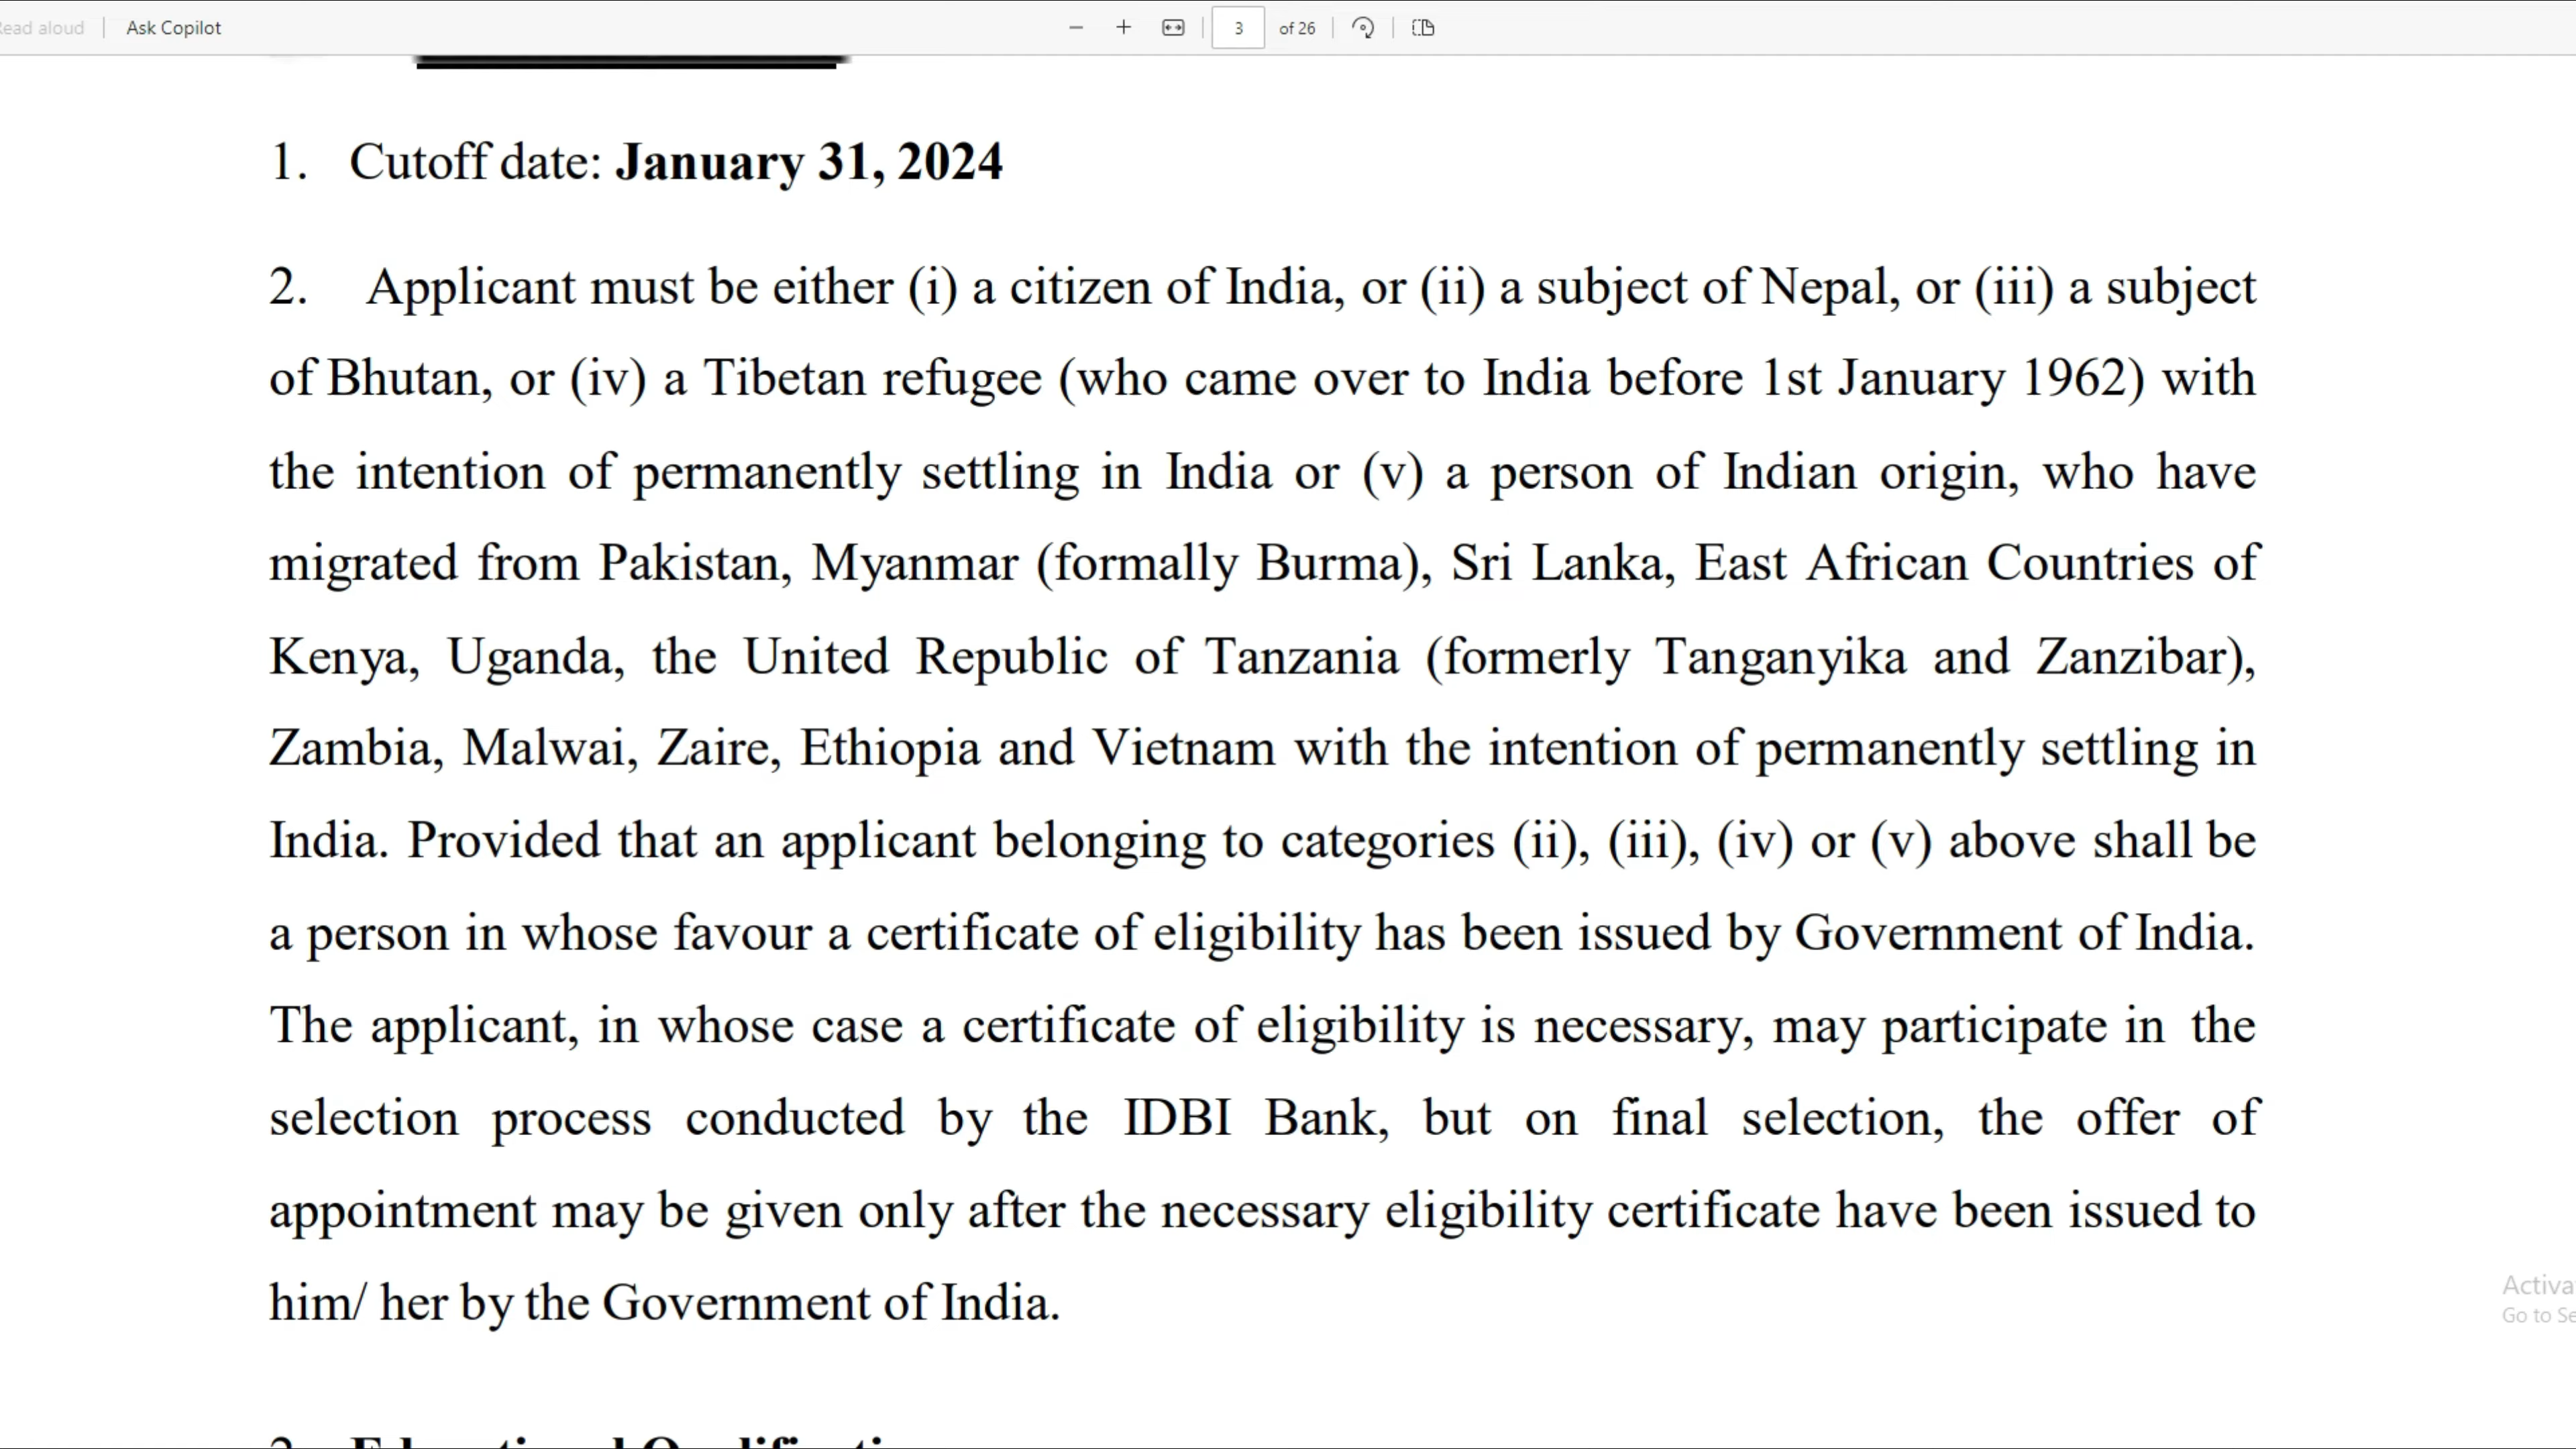 ead aloud
Ask Copilot
3 of 26
1. Cutoff date: January 31, 2024
2. Applicant must be either (i) a citizen of India, or (ii) a subject of Nepal, or (iii) a subject
of Bhutan, or (iv) a Tibetan refugee (who came over to India before 1st January 1962) with
the intention of permanently settling in India or (v) a person of Indian origin, who have
migrated from Pakistan, Myanmar (formally Burma), Sri Lanka, East African Countries of
Kenya, Uganda, the United Republic of Tanzania (formerly Tanganyika and Zanzibar),
Zambia, Malwai, Zaire, Ethiopia and Vietnam with the intention of permanently settling in
India. Provided that an applicant belonging to categories (ii), (iii), (iv) or (v) above shall be
a person in whose favour a certificate of eligibility has been issued by Government of India.
The applicant, in whose case a certificate of eligibility is necessary, may participate in the
selection process conducted by the IDBI Bank, but on final selection, the offer of
appointment may be given only after the necessary eligibility certificate have been issued to
him/ her by the Government of India.
Activa
Go to Se